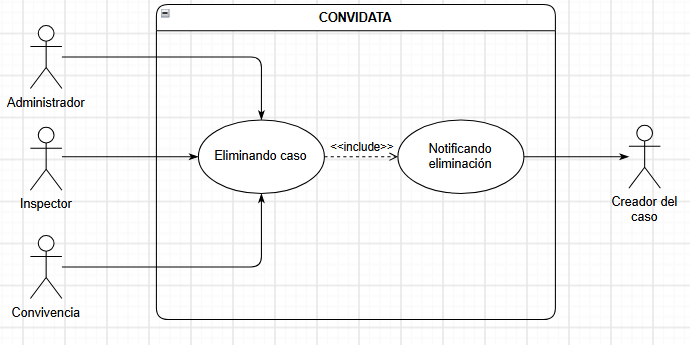 CONVIDATA
Administrador
Eliminando caso
<<include>>
Notificando
eliminación
Inspector
Creador del
caso
Convivencia